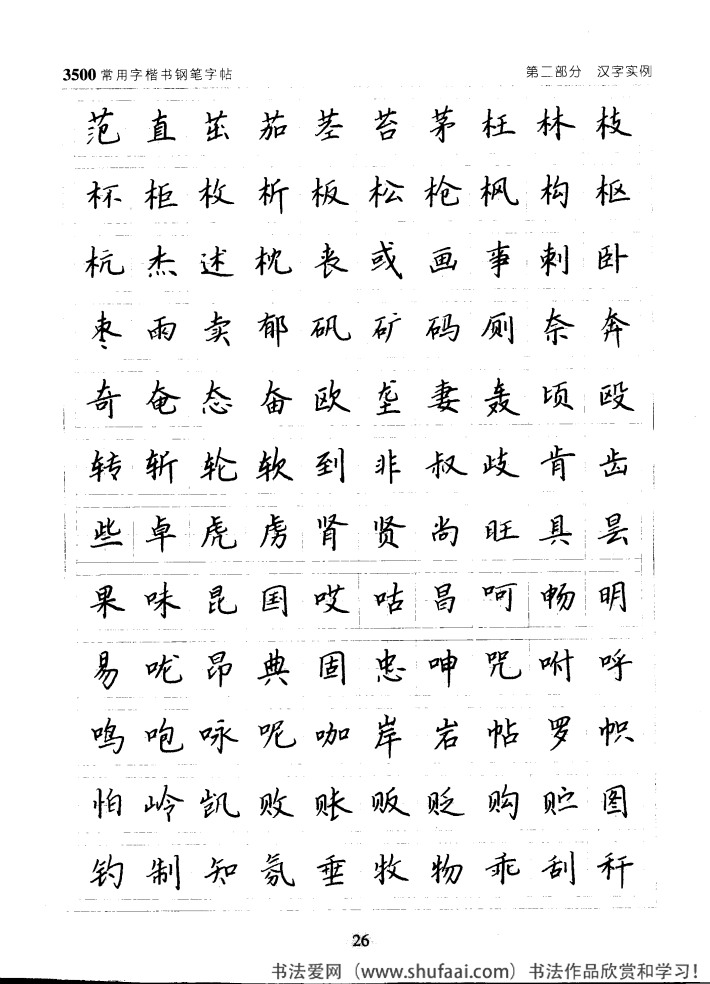 3500常用字楷书钢笔字帖 第二部分 汉字实例
范直茁茄茎苔茅枉林枝
杯柜枚析板松枪枫构枢
杭杰述枕丧或画事刺卧
枣雨卖郁矾矿码厕奈奔
奇奄态奋欧垄妻轰顷殴
转斩轮软到非叔歧肯齿
些卓虎虏肾贤尚旺具昙
果味昆国哎咕昌呵畅明
易咙昂典固忠呻咒咐呼
鸣咆咏呢咖岸岩帖罗帜
怕岭凯败账贩贬购贮图
钓制知氛垂牧物乖刮秆
26
书法爱网（www.shufaai.com）书法作品欣赏和学习！